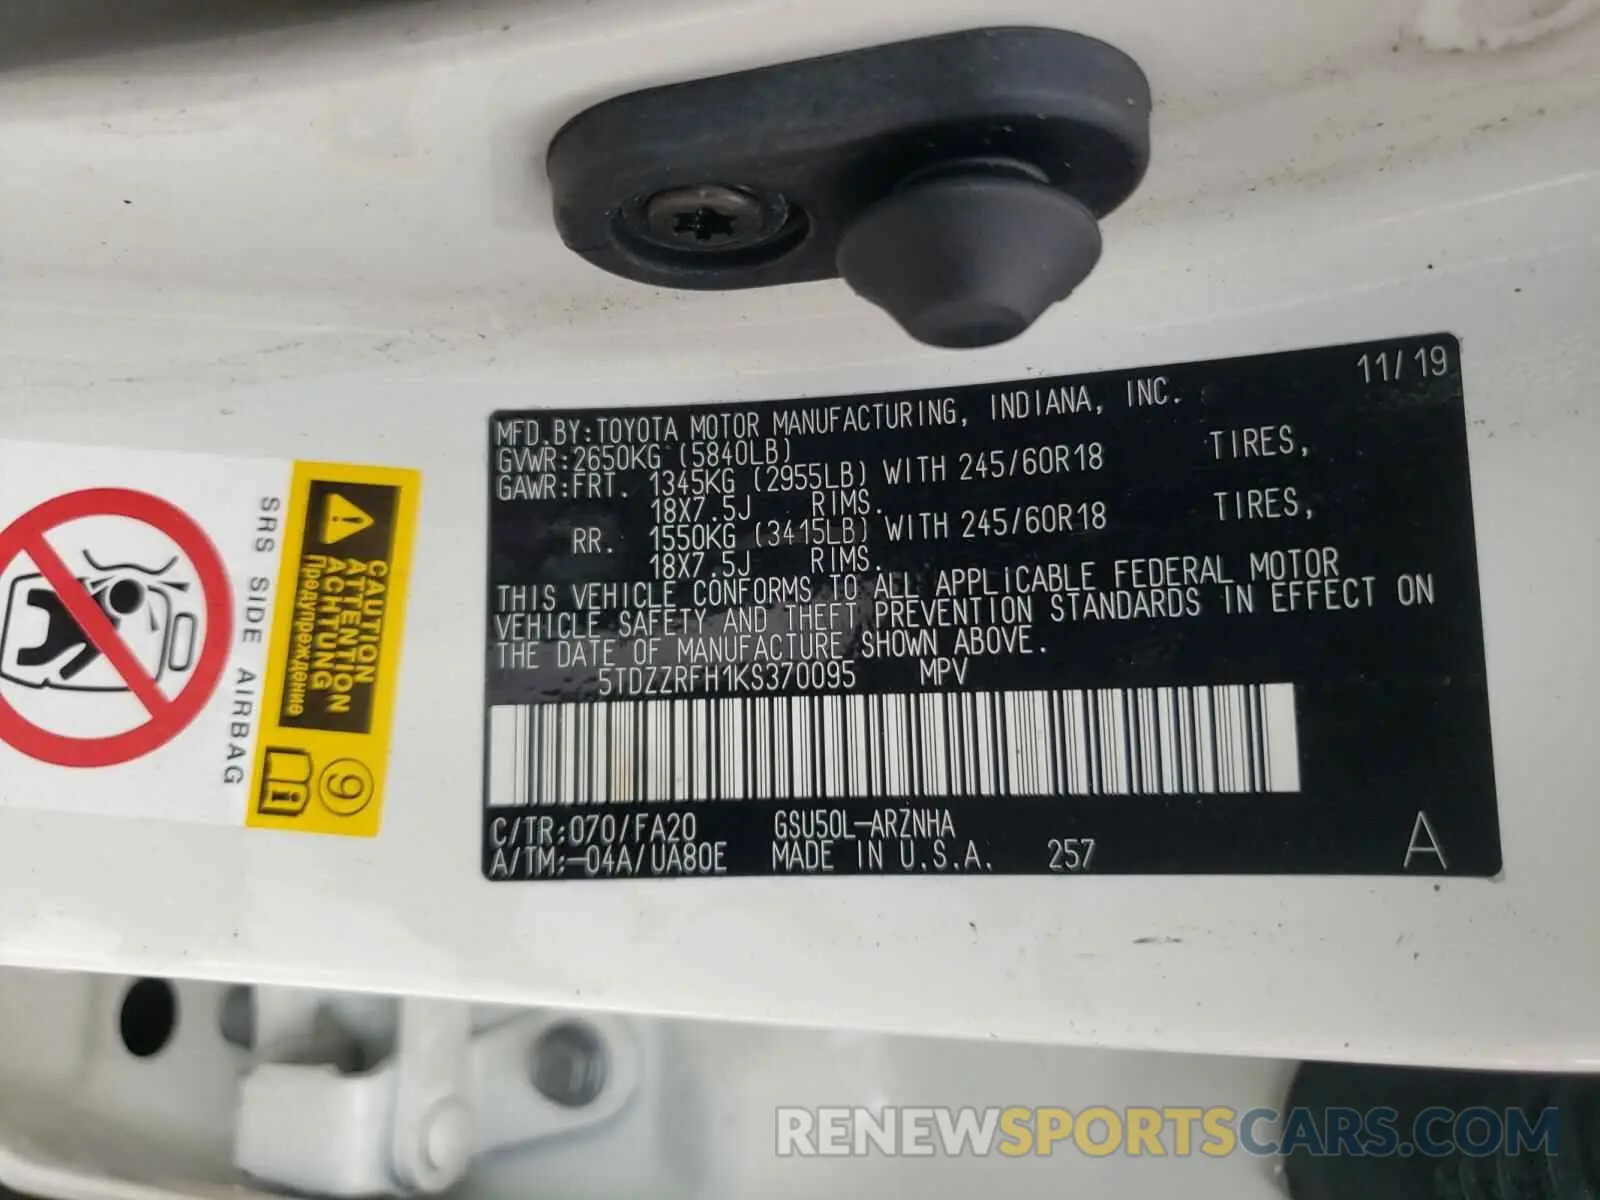 11/19
MFD.BY:TOYOTA MOTOR MANUFACTURING, INDIANA, INC.
GVWR:2650KG (5840LB)
GAWR:FRT. 1345KG (2955LB) WITH 245/60R18 TIRES,
18X7.5J RIMS.
RR. 1550KG (3415LB) WITH 245/60R18 TIRES,
18X7.5J RIMS.
THIS VEHICLE CONFORMS TO ALL APPLICABLE FEDERAL MOTOR
VEHICLE SAFETY AND THEFT PREVENTION STANDARDS IN EFFECT ON
THE DATE OF MANUFACTURE SHOWN ABOVE.
5TDZZRFH1KS370095 MPV
C/TR:070/FA20 GSU50L-ARZNHA
A/TM:-04A/UA80E MADE IN U.S.A. 257 A
CAUTION
ATTENTION
ACHTUNG
Предупреждение
9
i
SRS SIDE AIRBAG
RENEWSPORTSCARS.COM